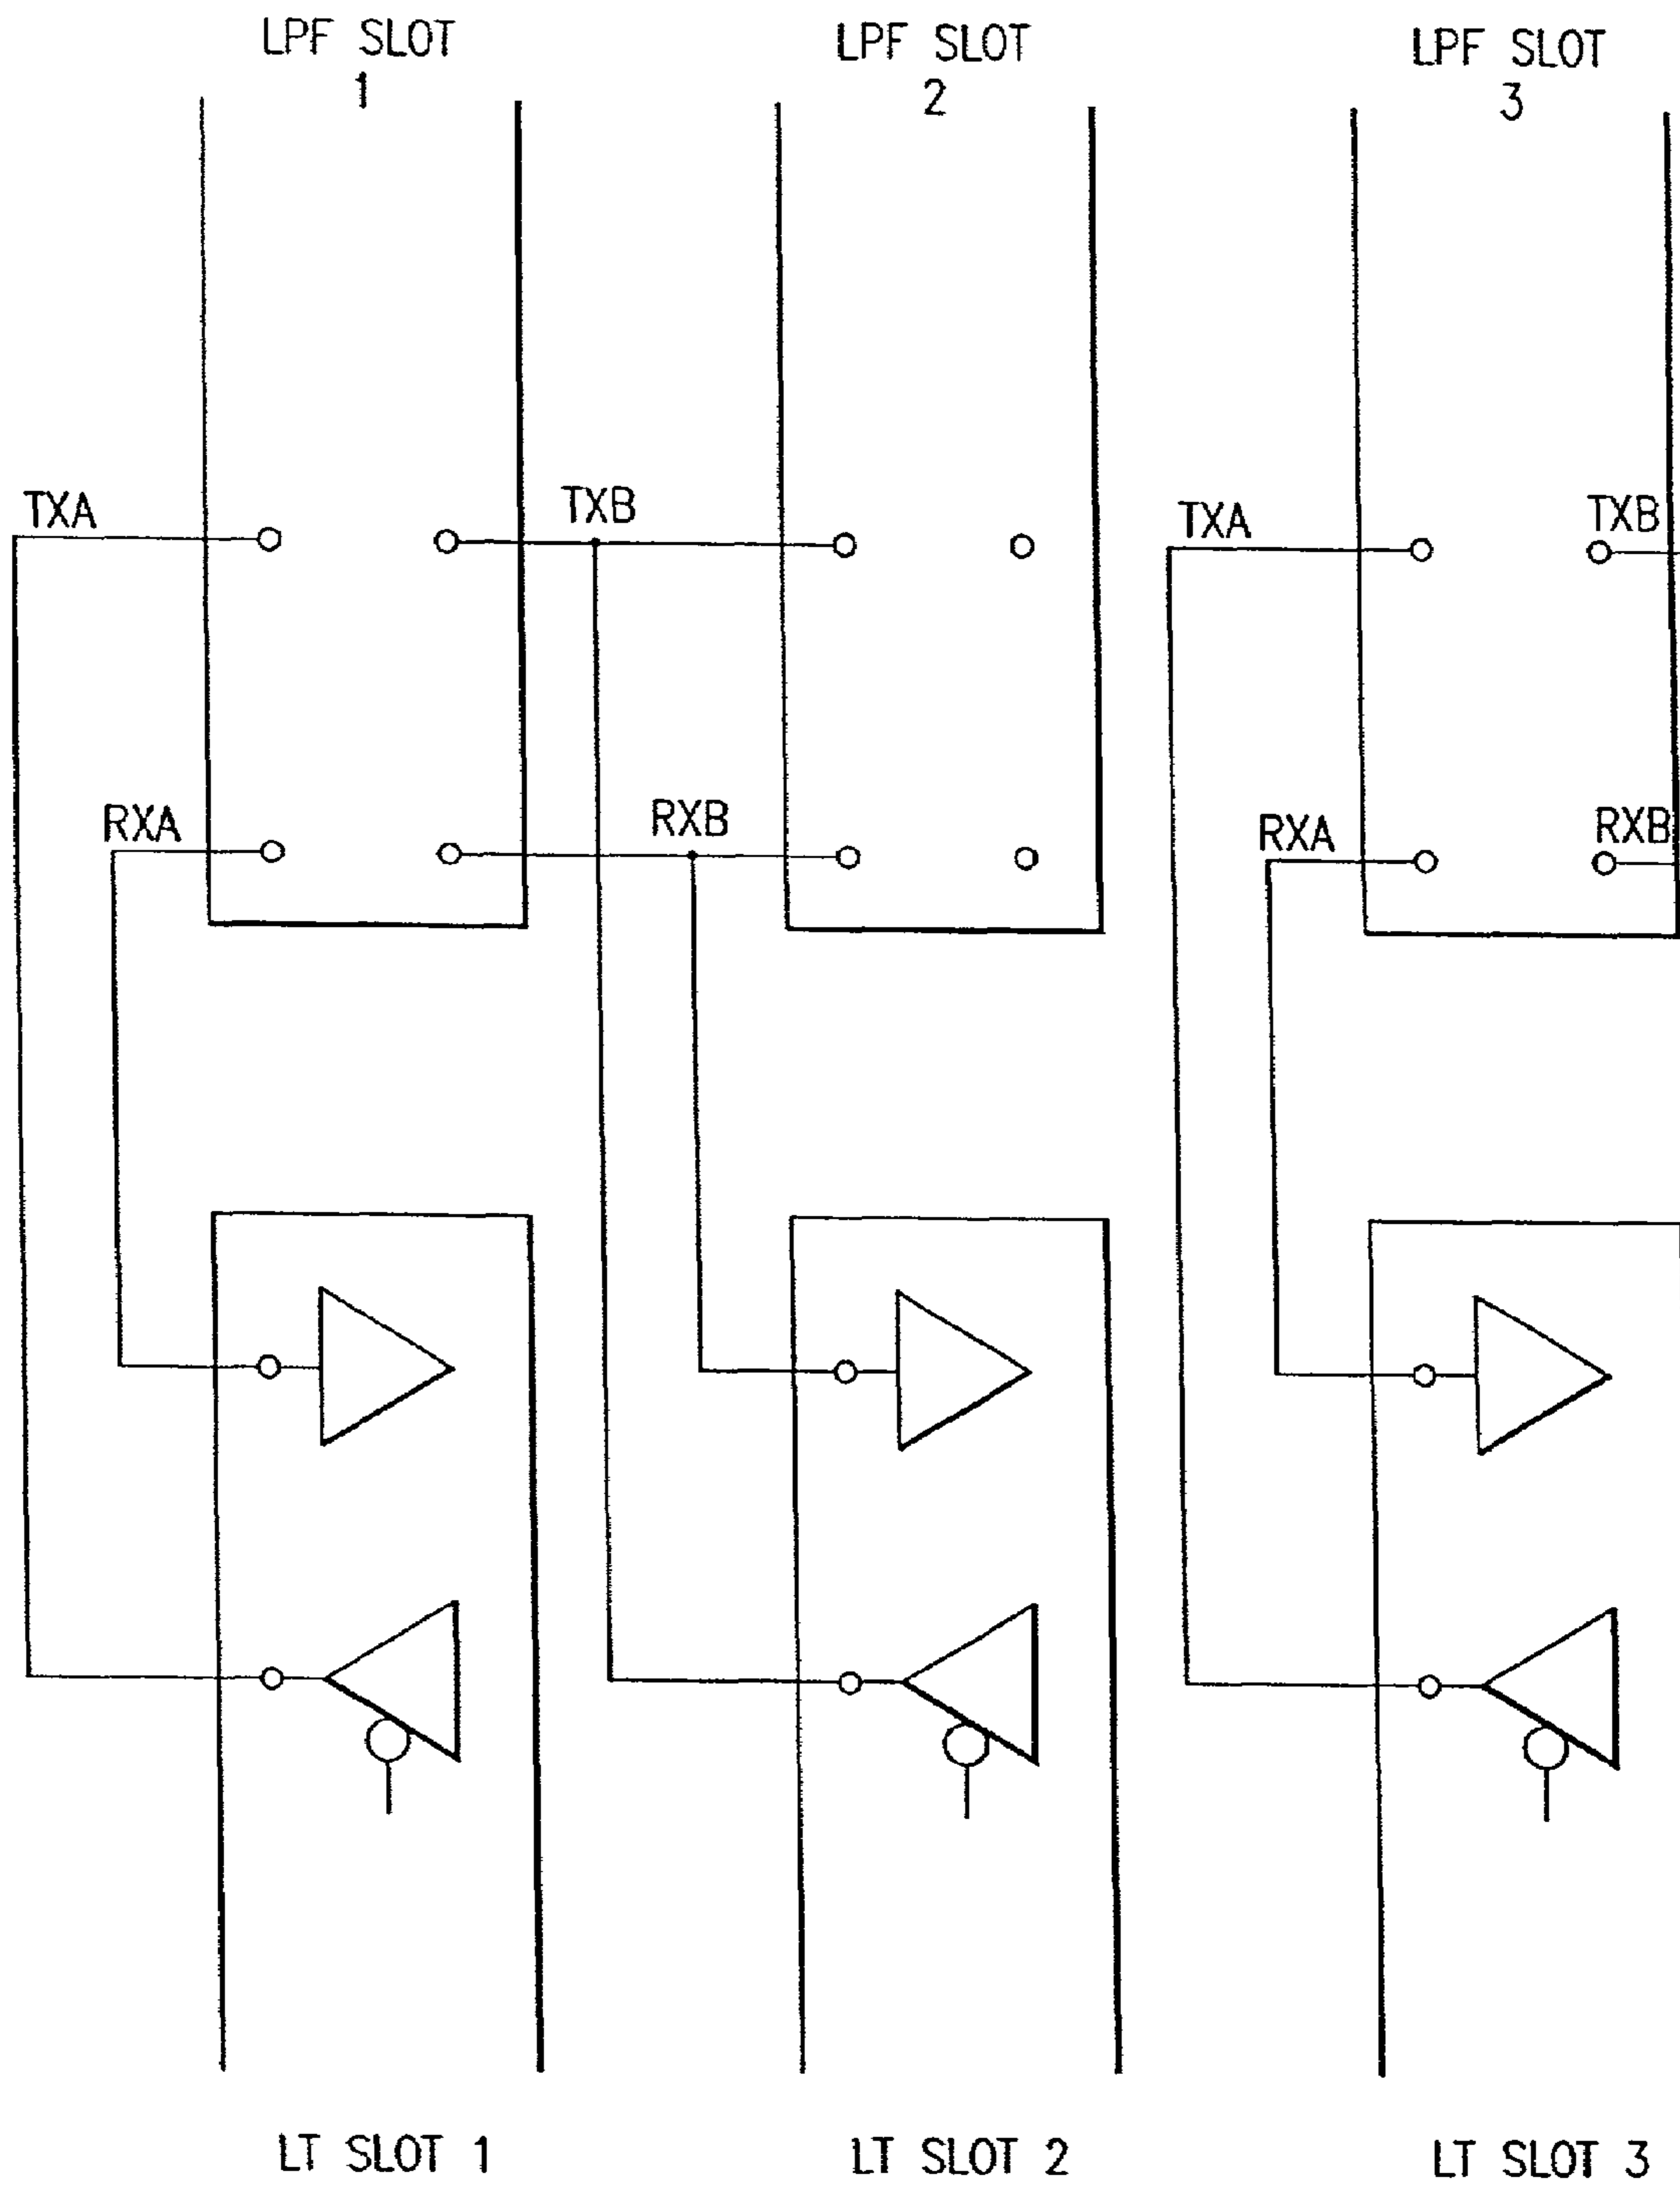 LPF SLOT
1
LPF SLOT
2
LPF SLOT
3
TXA
TXB
TXA
TXB
RXA
RXB
RXA
RXB
LT SLOT 1
LT SLOT 2
LT SLOT 3